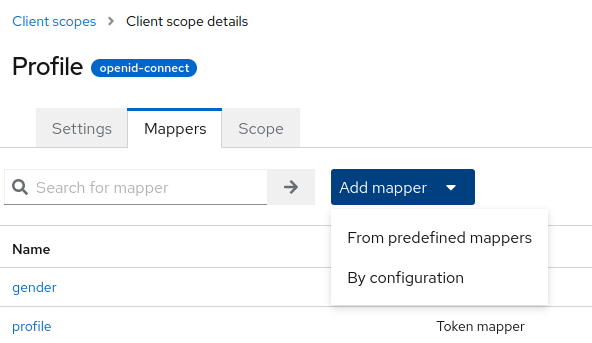 Client scopes > Client scope details
Profile openid-connect
Settings Mappers Scope
Search for mapper Add mapper
From predefined mappers
Name
By configuration
gender
profile Token mapper